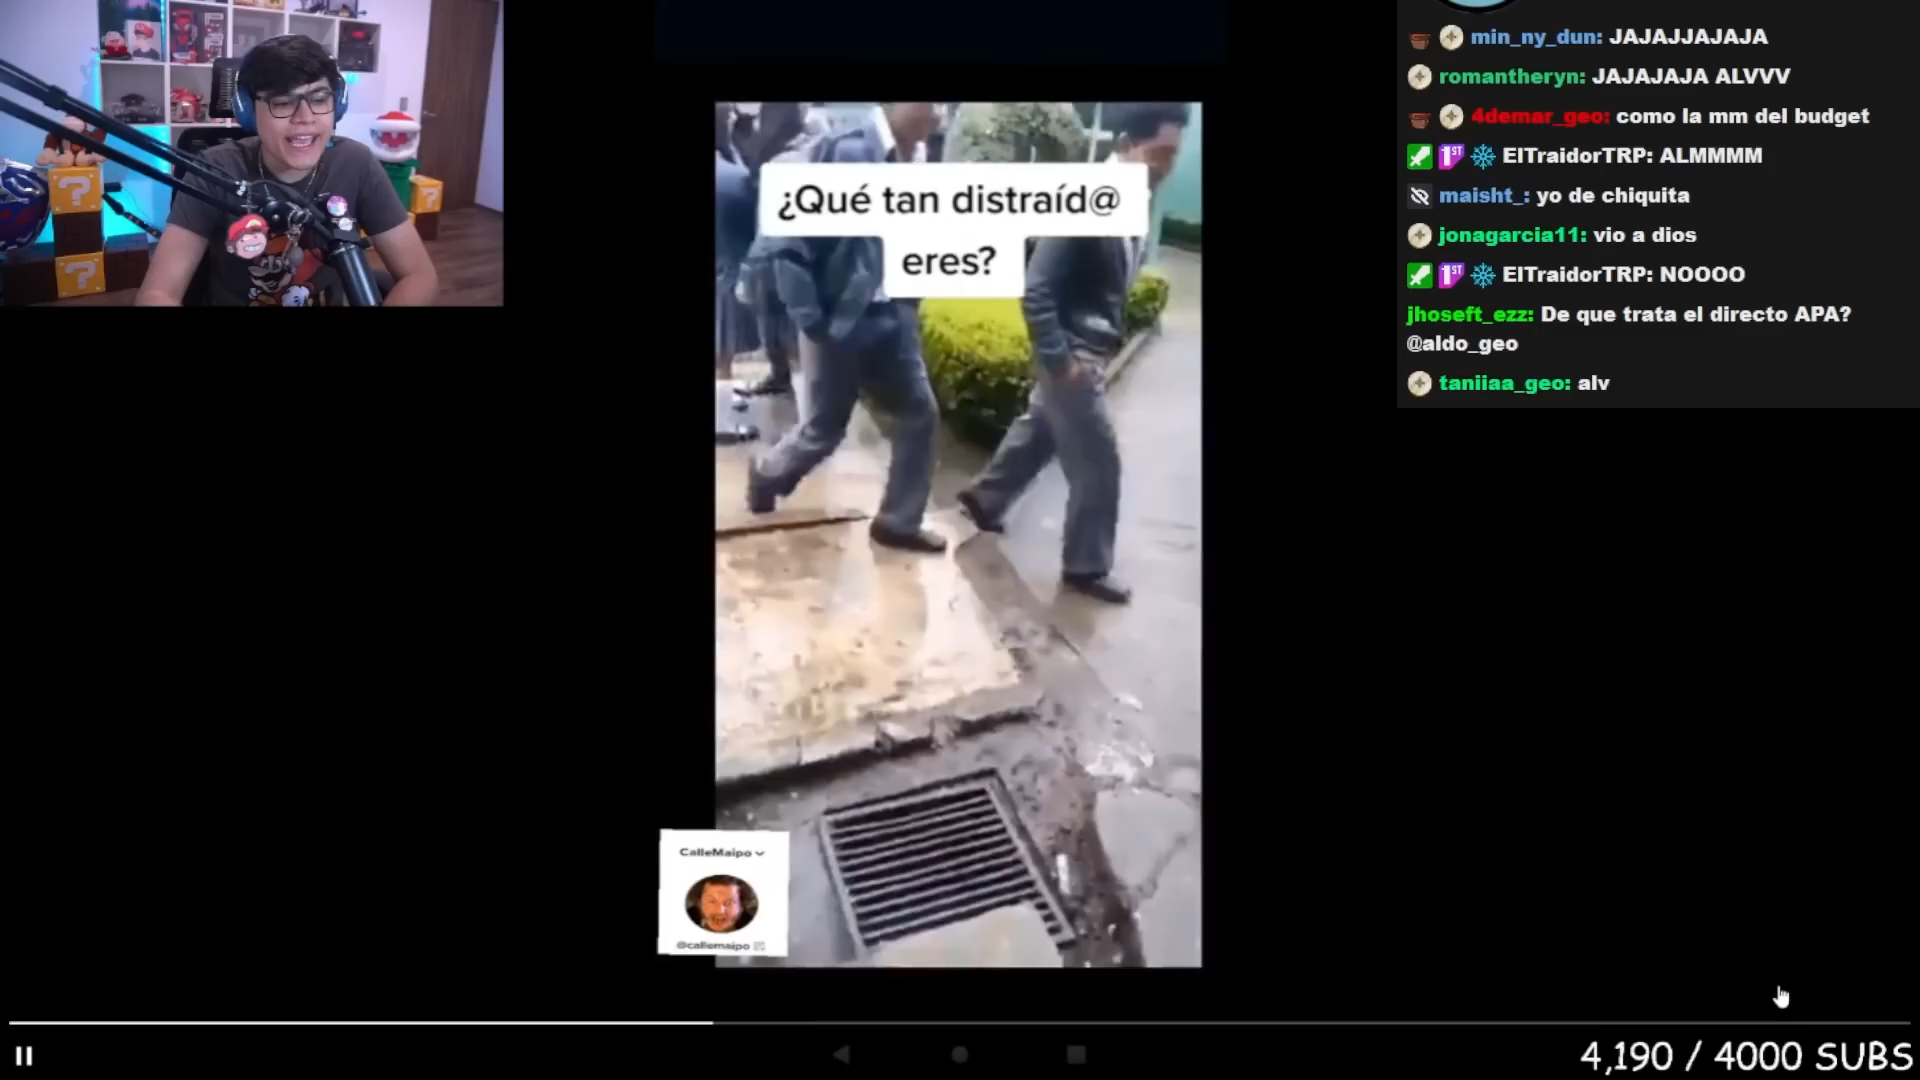 ¿Qué tan distraíd@
eres?
CalleMaipo
@callemaipo
min_ny_dun: JAJAJJAJAJA
romantheryn: JAJAJAJA ALVVV
4demar_geo: como la mm del budget
1ST ElTraidorTRP: ALMMMM
maisht_: yo de chiquita
jonagarcia11: vio a dios
1ST ElTraidorTRP: NOOOO
jhoseft_ezz: De que trata el directo APA?
@aldo_geo
taniiaa_geo: alv
4,190 / 4000 SUBS